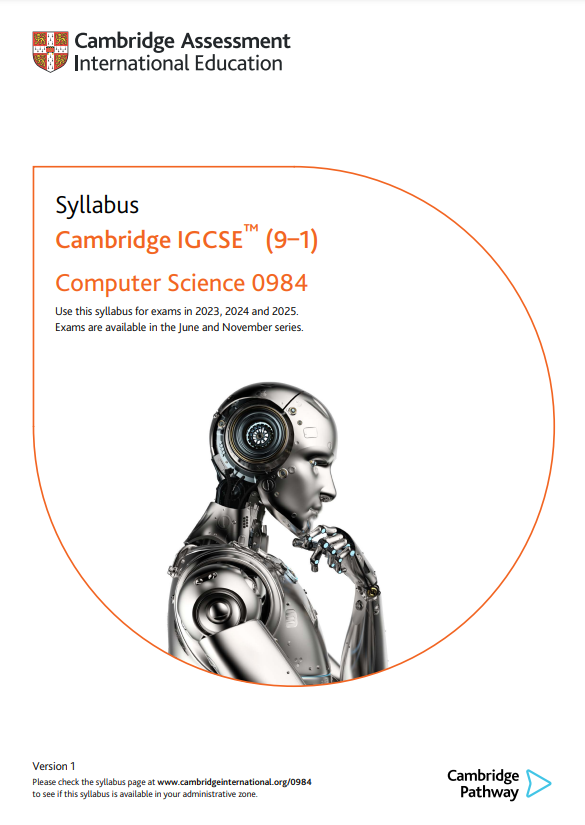 Cambridge Assessment
International Education
Syllabus
Cambridge IGCSE™ (9–1)
Computer Science 0984
Use this syllabus for exams in 2023, 2024 and 2025.
Exams are available in the June and November series.
Version 1
Please check the syllabus page at www.cambridgeinternational.org/0984
to see if this syllabus is available in your administrative zone.
Cambridge
Pathway